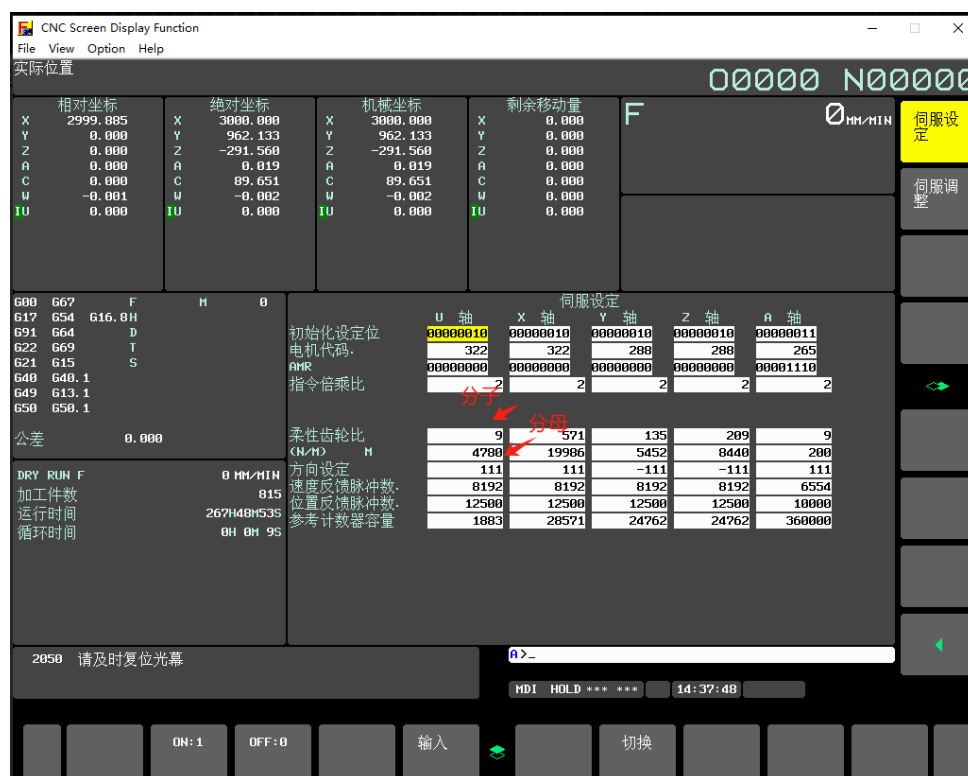 CNC Screen Display Function
File View Option Help
实际位置
O0000 N00000
相对坐标 绝对坐标 机械坐标 剩余移动量
X 2999.885 X 3000.000 X 3000.000 X 0.000
Y 0.000 Y 962.133 Y 962.133 Y 0.000
Z 0.000 Z -291.560 Z -291.560 Z 0.000
A 0.000 A 0.019 A 0.019 A 0.000
C 0.000 C 89.651 C 89.651 C 0.000
W -0.001 W -0.002 W -0.002 W 0.000
IU 0.000 IU 0.000 IU 0.000 IU 0.000
F 0 MM/MIN
伺服设定
伺服调整
G00 G67 F M 0
G17 G54 G16.8 H
G91 G64 D
G22 G69 T
G21 G15 S
G40 G40.1
G49 G13.1
G50 G50.1
公差 0.000
DRY RUN F 0 MM/MIN
加工件数 815
运行时间 267H48M53S
循环时间 0H 0M 9S
伺服设定
U 轴 X 轴 Y 轴 Z 轴 A 轴
初始化设定位 00000010 00000010 00000010 00000010 00000011
电机代码. 322 322 288 288 265
AMR 00000000 00000000 00000000 00000000 00001110
指令倍乘比 2 2 2 2 2
分子
分母
柔性齿轮比 9 571 135 209 9
(N/M) M 4780 19986 5452 8440 200
方向设定 111 111 -111 -111 111
速度反馈脉冲数. 8192 8192 8192 8192 6554
位置反馈脉冲数. 12500 12500 12500 12500 10000
参考计数器容量 1883 28571 24762 24762 360000
2050 请及时复位光幕
A>_
MDI HOLD *** *** 14:37:48
ON:1 OFF:0 输入 切换